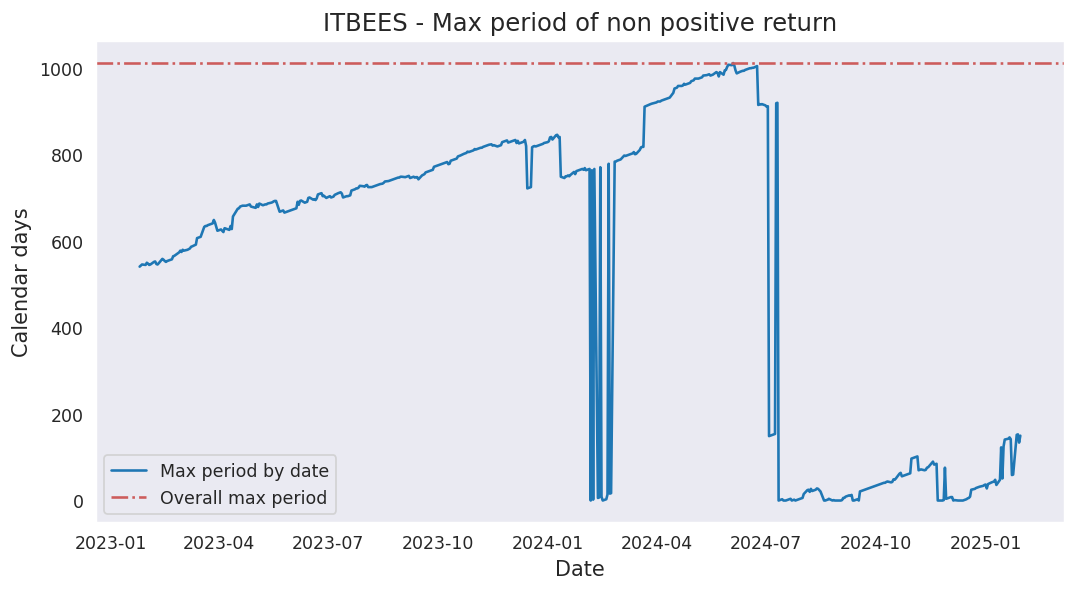 ITBEES - Max period of non positive return
1000
800
600
400
200
0
Calendar days
Max period by date
Overall max period
2023-01 2023-04 2023-07 2023-10 2024-01 2024-04 2024-07 2024-10 2025-01
Date